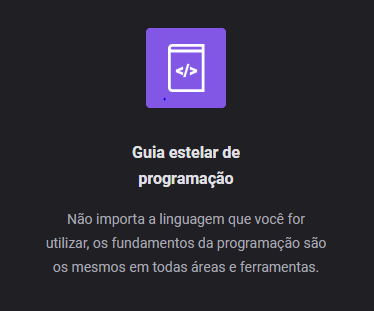 </>
Guia estelar de
programação
Não importa a linguagem que você for
utilizar, os fundamentos da programação são
os mesmos em todas áreas e ferramentas.